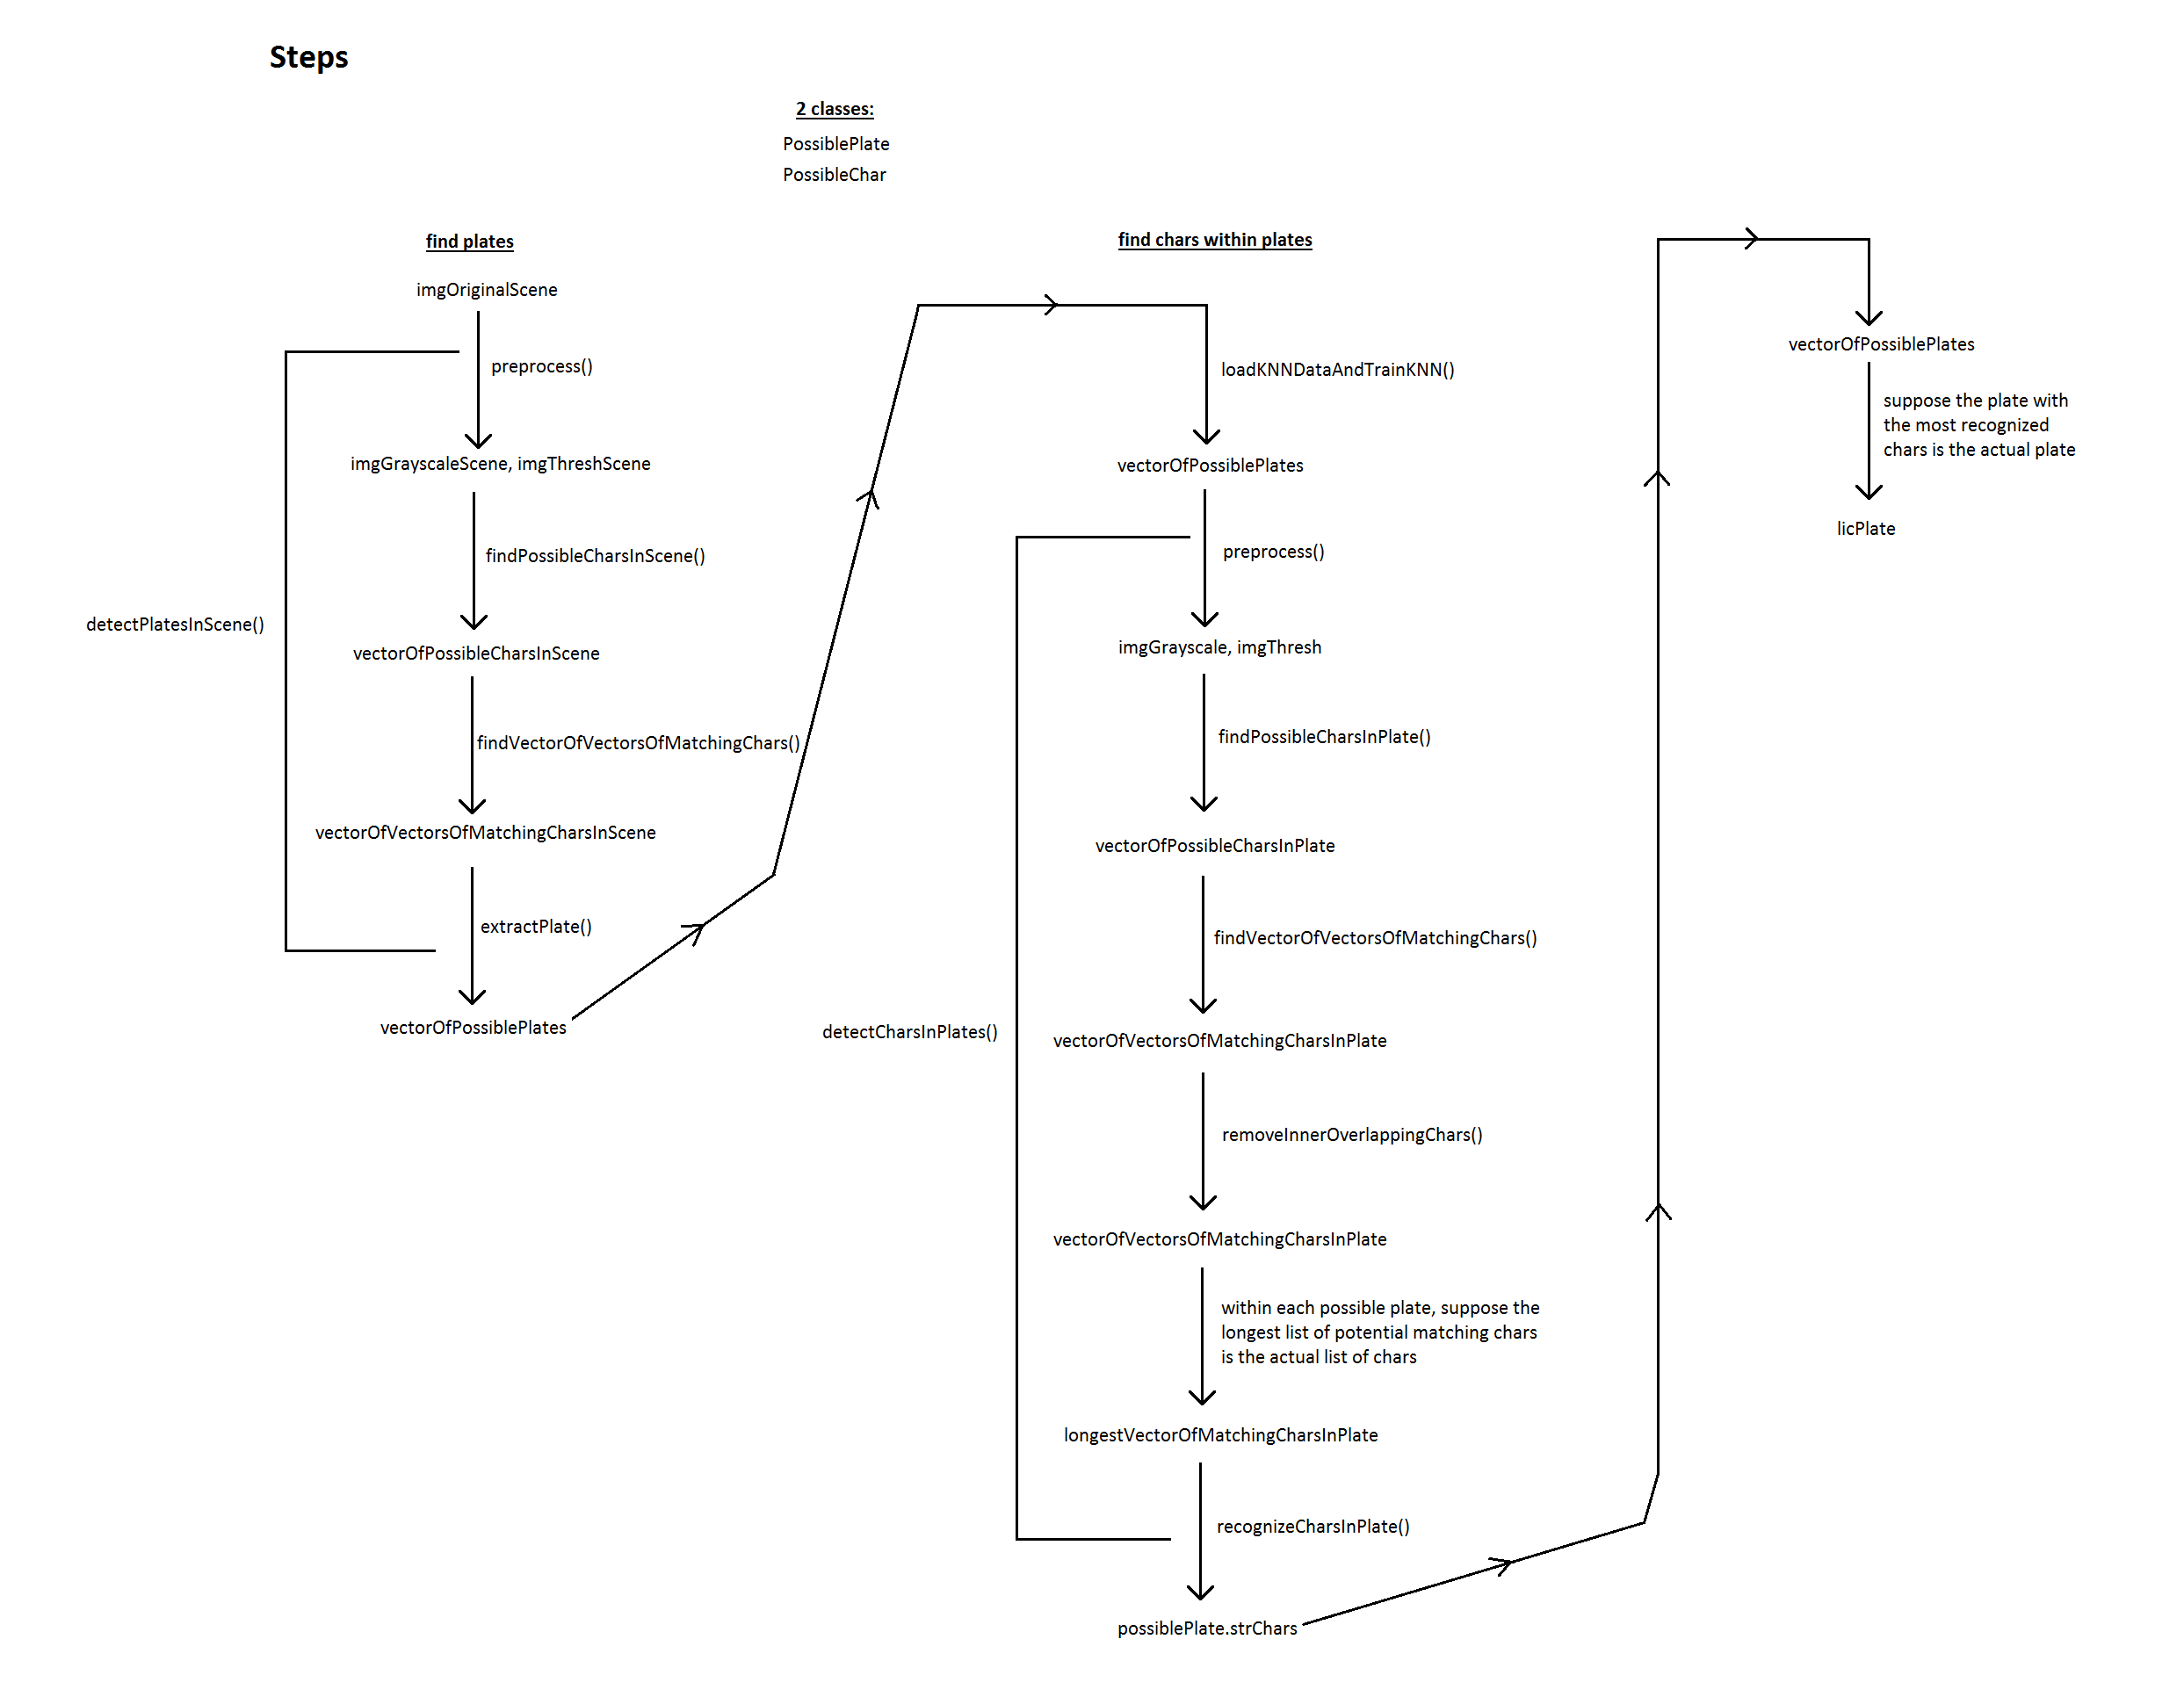 Steps
2 classes:
PossiblePlate
PossibleChar
find plates
imgOriginalScene
preprocess()
imgGrayscaleScene, imgThreshScene
findPossibleCharsInScene()
detectPlatesInScene()
vectorOfPossibleCharsInScene
findVectorOfVectorsOfMatchingChars()
vectorOfVectorsOfMatchingCharsInScene
extractPlate()
vectorOfPossiblePlates
find chars within plates
loadKNNDataAndTrainKNN()
vectorOfPossiblePlates
preprocess()
imgGrayscale, imgThresh
findPossibleCharsInPlate()
vectorOfPossibleCharsInPlate
findVectorOfVectorsOfMatchingChars()
detectCharsInPlates()
vectorOfVectorsOfMatchingCharsInPlate
removeInnerOverlappingChars()
vectorOfVectorsOfMatchingCharsInPlate
within each possible plate, suppose the
longest list of potential matching chars
is the actual list of chars
longestVectorOfMatchingCharsInPlate
recognizeCharsInPlate()
possiblePlate.strChars
vectorOfPossiblePlates
suppose the plate with
the most recognized
chars is the actual plate
licPlate